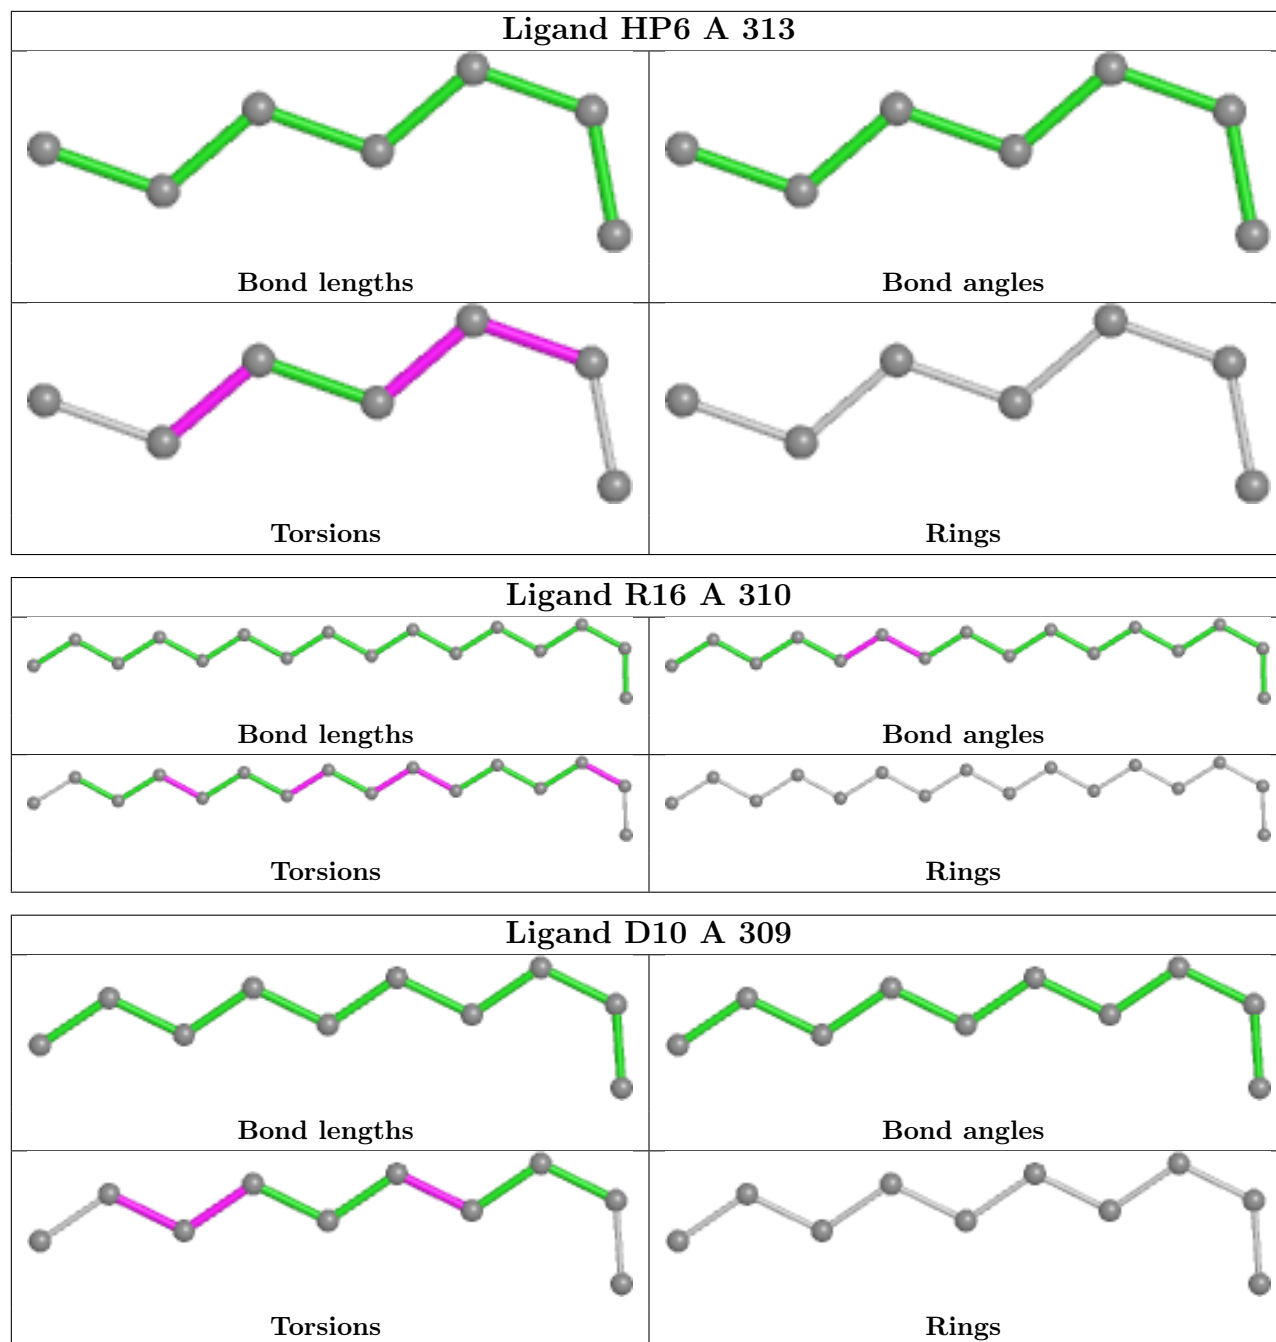 Ligand HP6 A 313
Bond lengths
Bond angles
Torsions
Rings
Ligand R16 A 310
Bond lengths
Bond angles
Torsions
Rings
Ligand D10 A 309
Bond lengths
Bond angles
Torsions
Rings